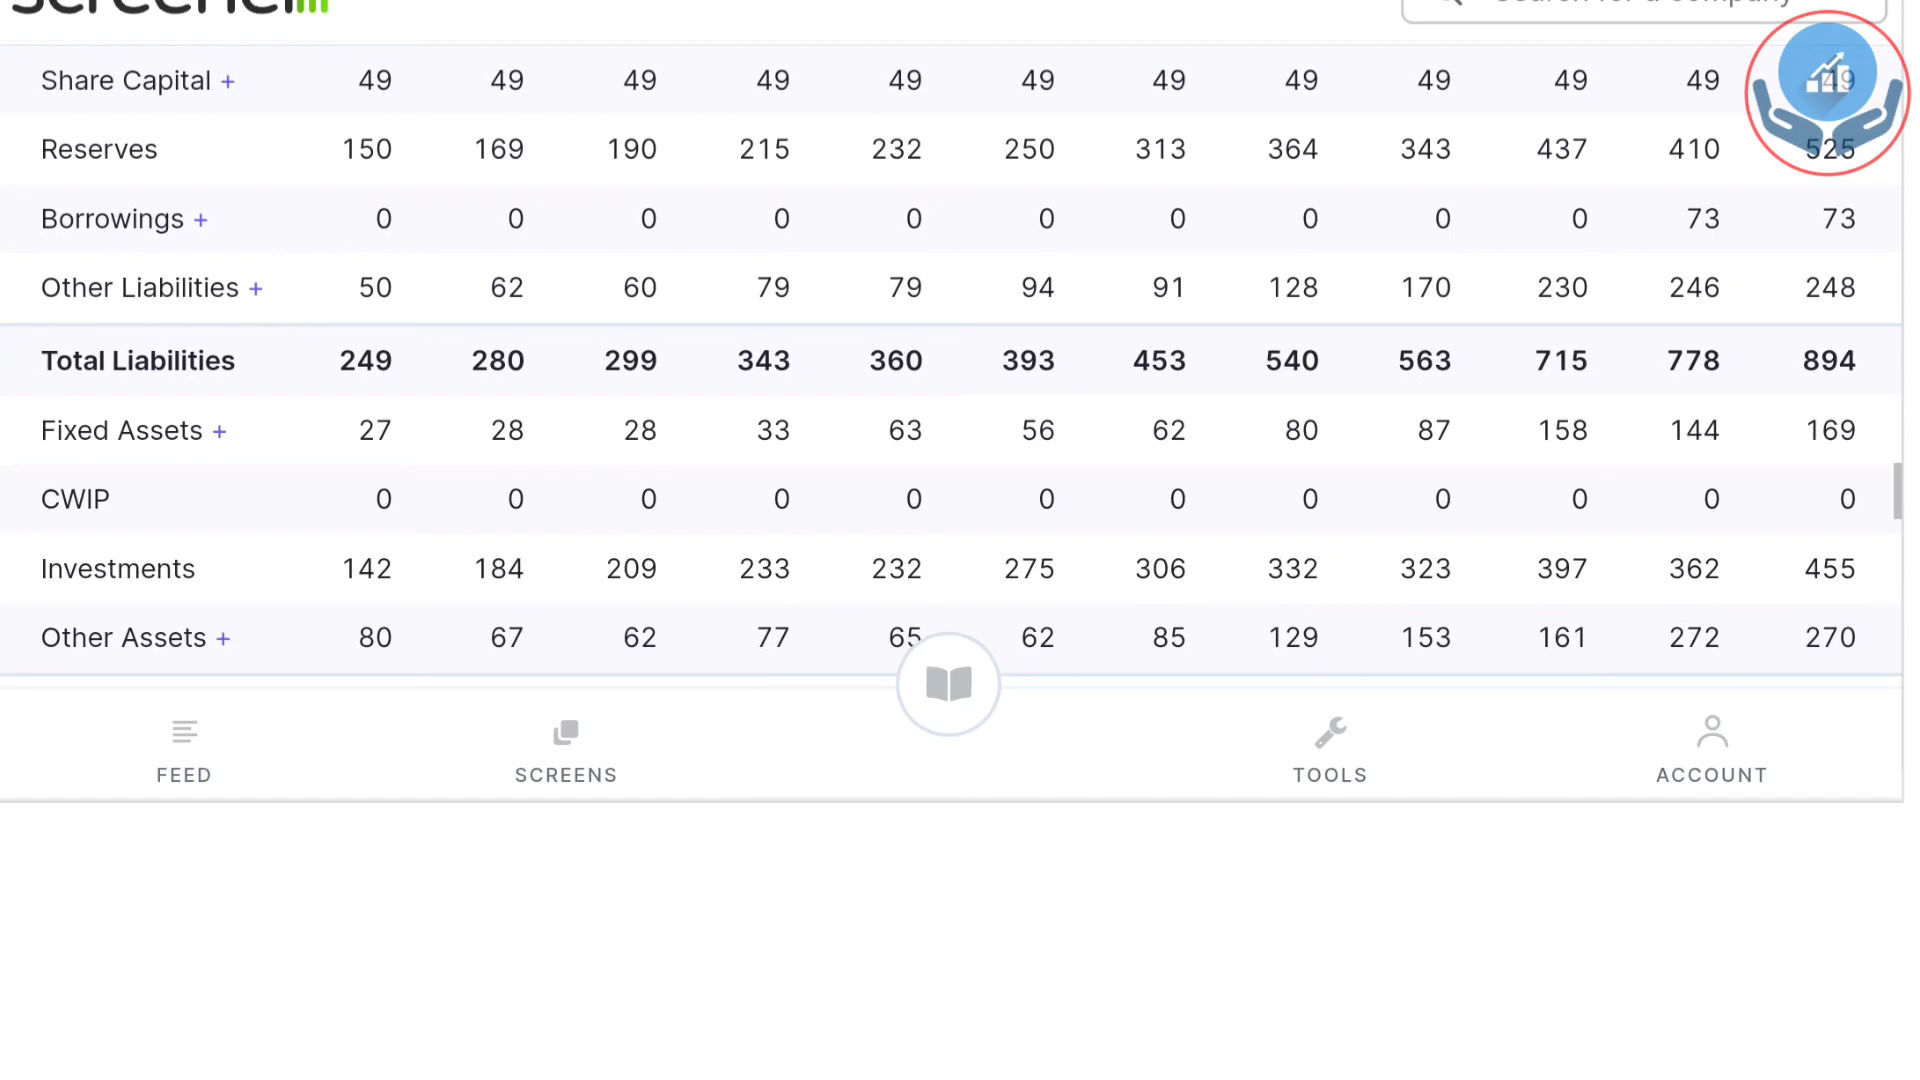 screener
Search for a company
Share Capital + 49 49 49 49 49 49 49 49 49 49 49 49
Reserves 150 169 190 215 232 250 313 364 343 437 410 525
Borrowings + 0 0 0 0 0 0 0 0 0 0 73 73
Other Liabilities + 50 62 60 79 79 94 91 128 170 230 246 248
Total Liabilities 249 280 299 343 360 393 453 540 563 715 778 894
Fixed Assets + 27 28 28 33 63 56 62 80 87 158 144 169
CWIP 0 0 0 0 0 0 0 0 0 0 0 0
Investments 142 184 209 233 232 275 306 332 323 397 362 455
Other Assets + 80 67 62 77 65 62 85 129 153 161 272 270
FEED SCREENS TOOLS ACCOUNT